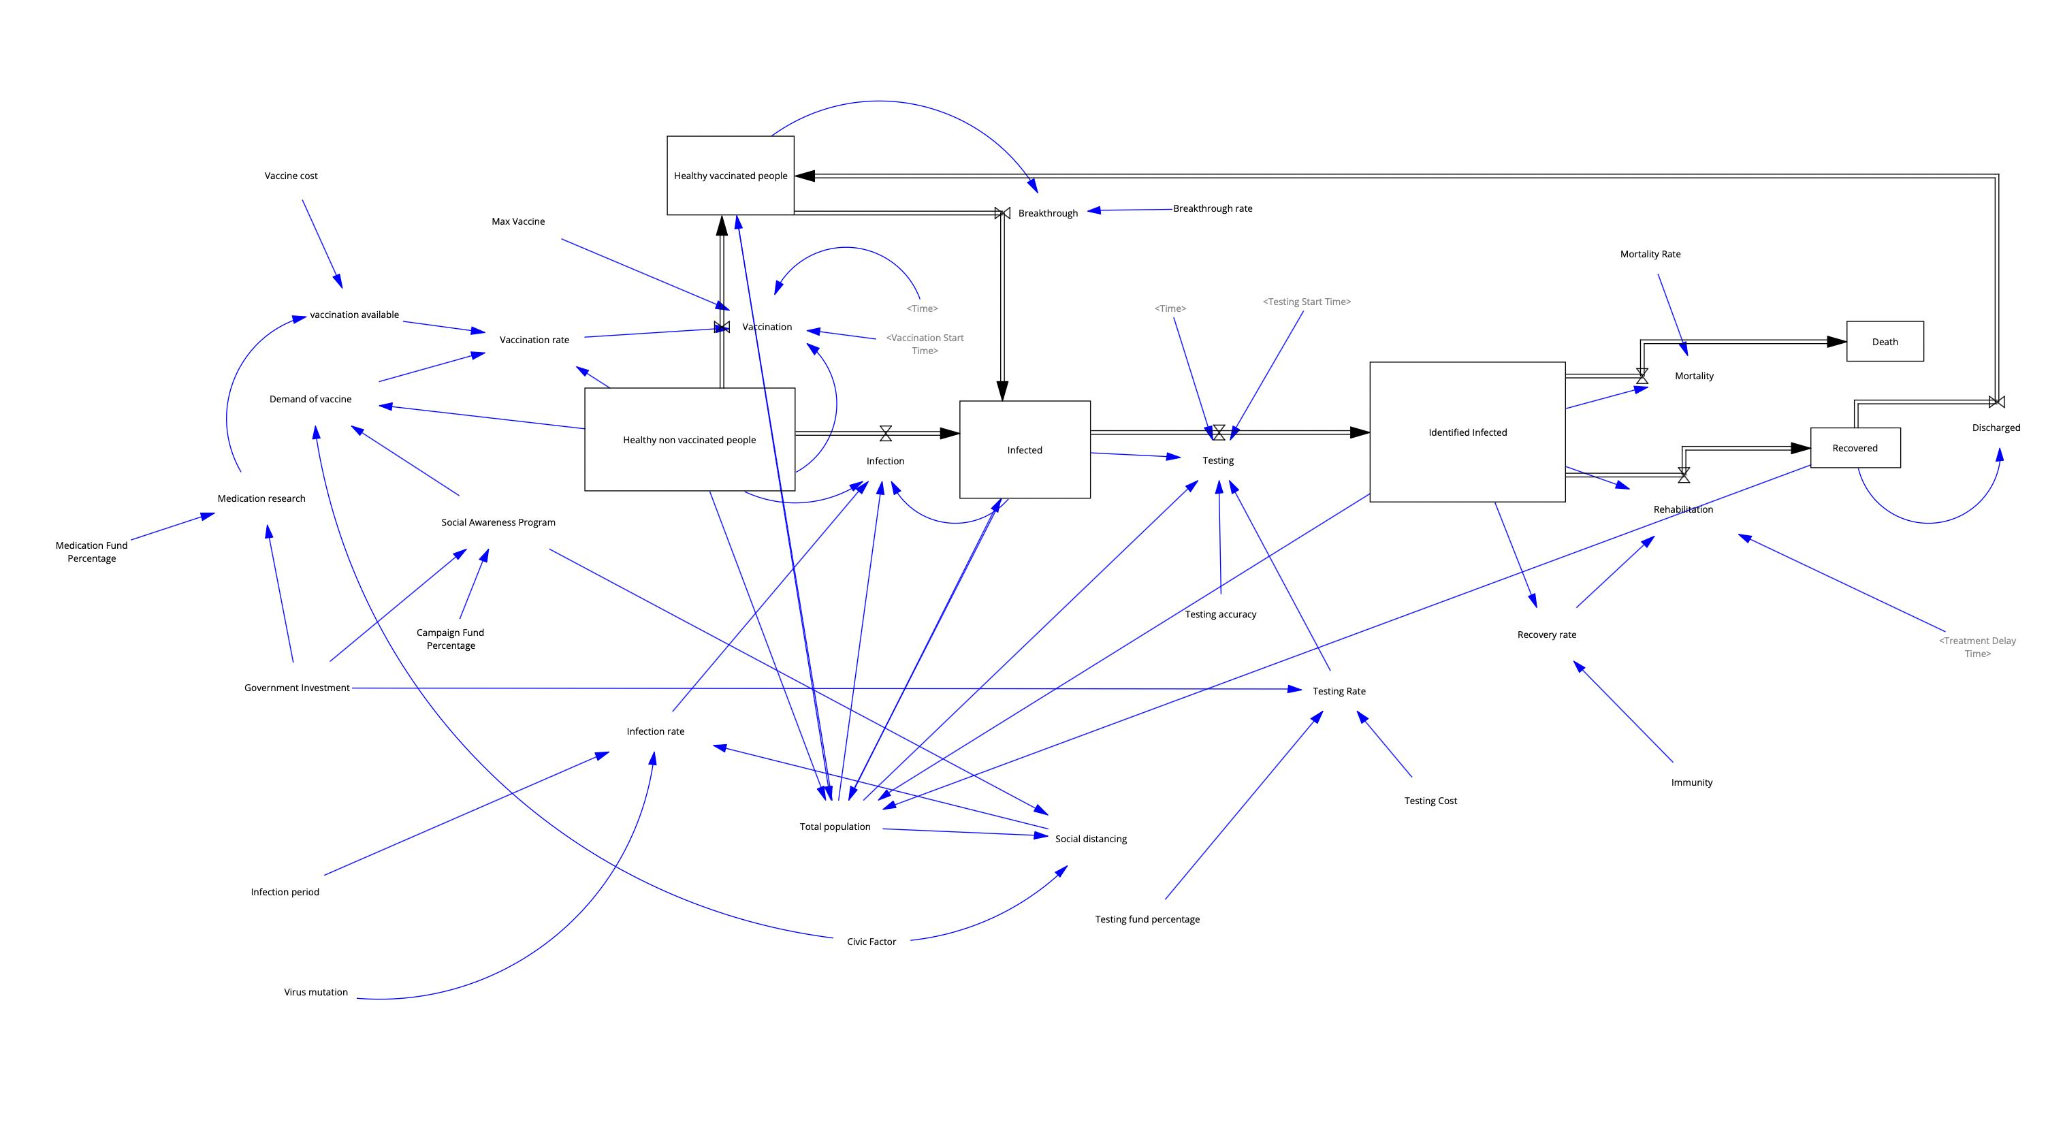 Healthy vaccinated people
Vaccine cost
Max Vaccine
Breakthrough
Breakthrough rate
Mortality Rate
<Time>
<Time>
<Testing Start Time>
vaccination available
Vaccination
Vaccination rate
<Vaccination Start
Time>
Death
Mortality
Demand of vaccine
Healthy non vaccinated people
Infection
Infected
Testing
Identified Infected
Recovered
Discharged
Medication research
Social Awareness Program
Rehabilitation
Medication Fund
Percentage
Campaign Fund
Percentage
Testing accuracy
Recovery rate
<Treatment Delay
Time>
Government Investment
Testing Rate
Infection rate
Immunity
Testing Cost
Total population
Social distancing
Infection period
Testing fund percentage
Civic Factor
Virus mutation